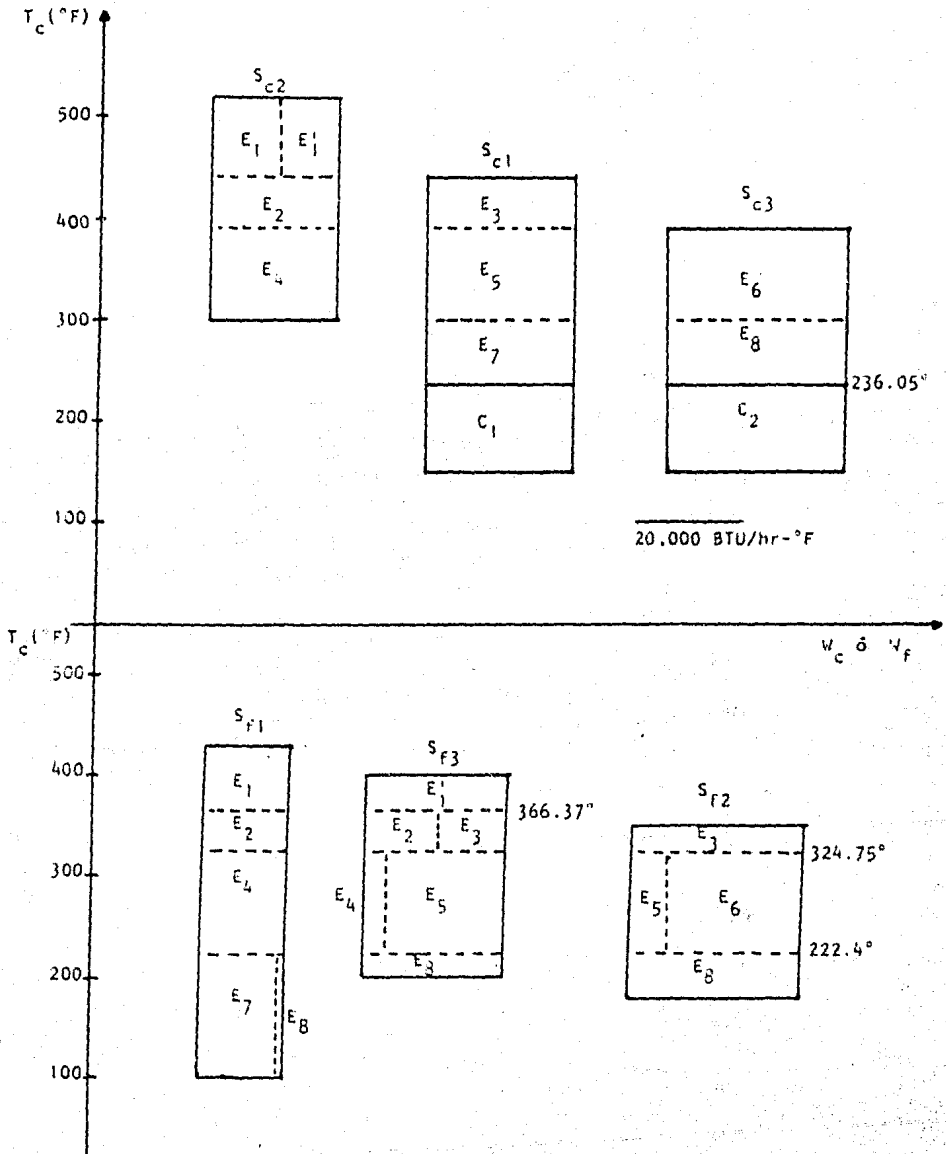 T_c(°F)
500
400
300
200
100
S_c2
E_1 E'_1
E_2
E_4
S_c1
E_3
E_5
E_7
C_1
S_c3
E_6
E_8
236.05°
C_2
20.000 BTU/hr-°F
W_c ó W_f
T_c(°F)
500
400
300
200
100
S_f1
E_1
E_2
E_4
E_7 E_8
S_f3
E_1
366.37°
E_2 E_3
E_4 E_5
E_8
S_f2
E_3
324.75°
E_5 E_6
222.4°
E_8